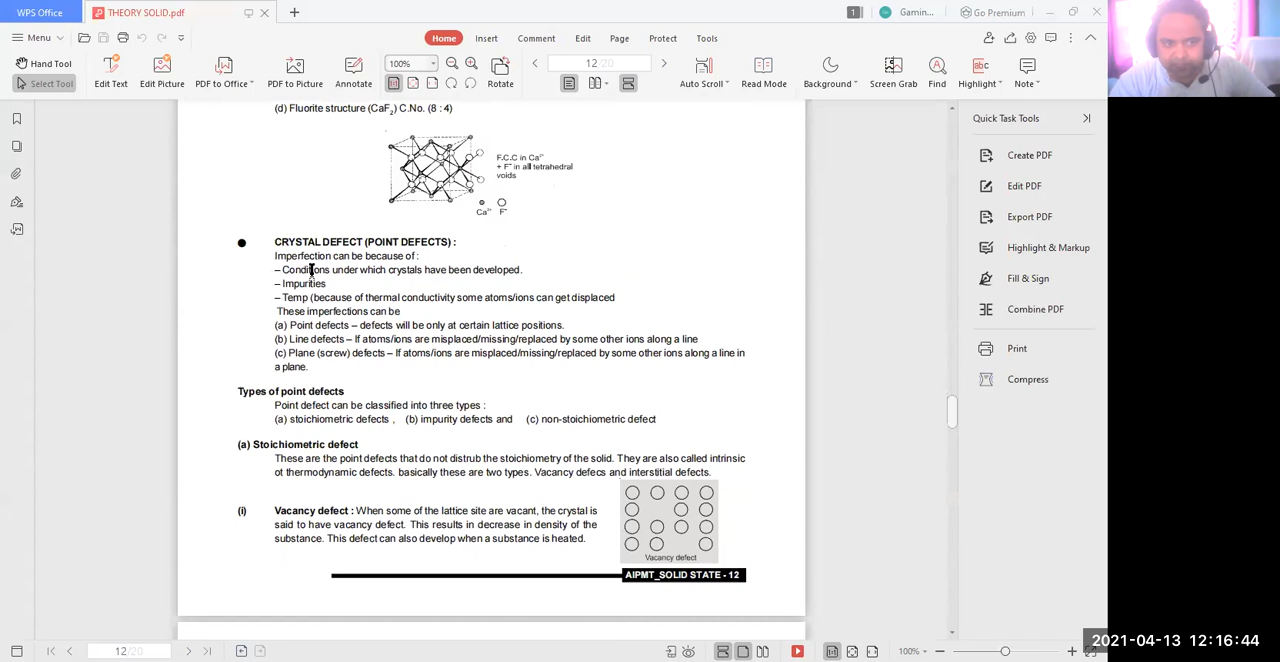 WPS Office
THEORY SOLID.pdf
1
Gamin...
Go Premium
Menu
Home
Insert
Comment
Edit
Page
Protect
Tools
Hand Tool
Select Tool
Edit Text
Edit Picture
PDF to Office
PDF to Picture
Annotate
100%
Rotate
12/20
Auto Scroll
Read Mode
Background
Screen Grab
Find
Highlight
Note
(d) Fluorite structure (CaF2) C.No. (8 : 4)
F.C.C in Ca2+
+ F- in all tetrahedral
voids
Ca2+ F-
CRYSTAL DEFECT (POINT DEFECTS) :
Imperfection can be because of :
– Conditions under which crystals have been developed.
– Impurities
– Temp (because of thermal conductivity some atoms/ions can get displaced
These imperfections can be
(a) Point defects – defects will be only at certain lattice positions.
(b) Line defects – If atoms/ions are misplaced/missing/replaced by some other ions along a line
(c) Plane (screw) defects – If atoms/ions are misplaced/missing/replaced by some other ions along a line in
a plane.
Types of point defects
Point defect can be classified into three types :
(a) stoichiometric defects , (b) impurity defects and (c) non-stoichiometric defect
(a) Stoichiometric defect
These are the point defects that do not distrub the stoichiometry of the solid. They are also called intrinsic
ot thermodynamic defects. basically these are two types. Vacancy defecs and interstitial defects.
(i) Vacancy defect : When some of the lattice site are vacant, the crystal is
said to have vacancy defect. This results in decrease in density of the
substance. This defect can also develop when a substance is heated.
Vacancy defect
AIPMT_SOLID STATE - 12
Quick Task Tools
Create PDF
Edit PDF
Export PDF
Highlight & Markup
Fill & Sign
Combine PDF
Print
Compress
12/20
100%
2021-04-13 12:16:44